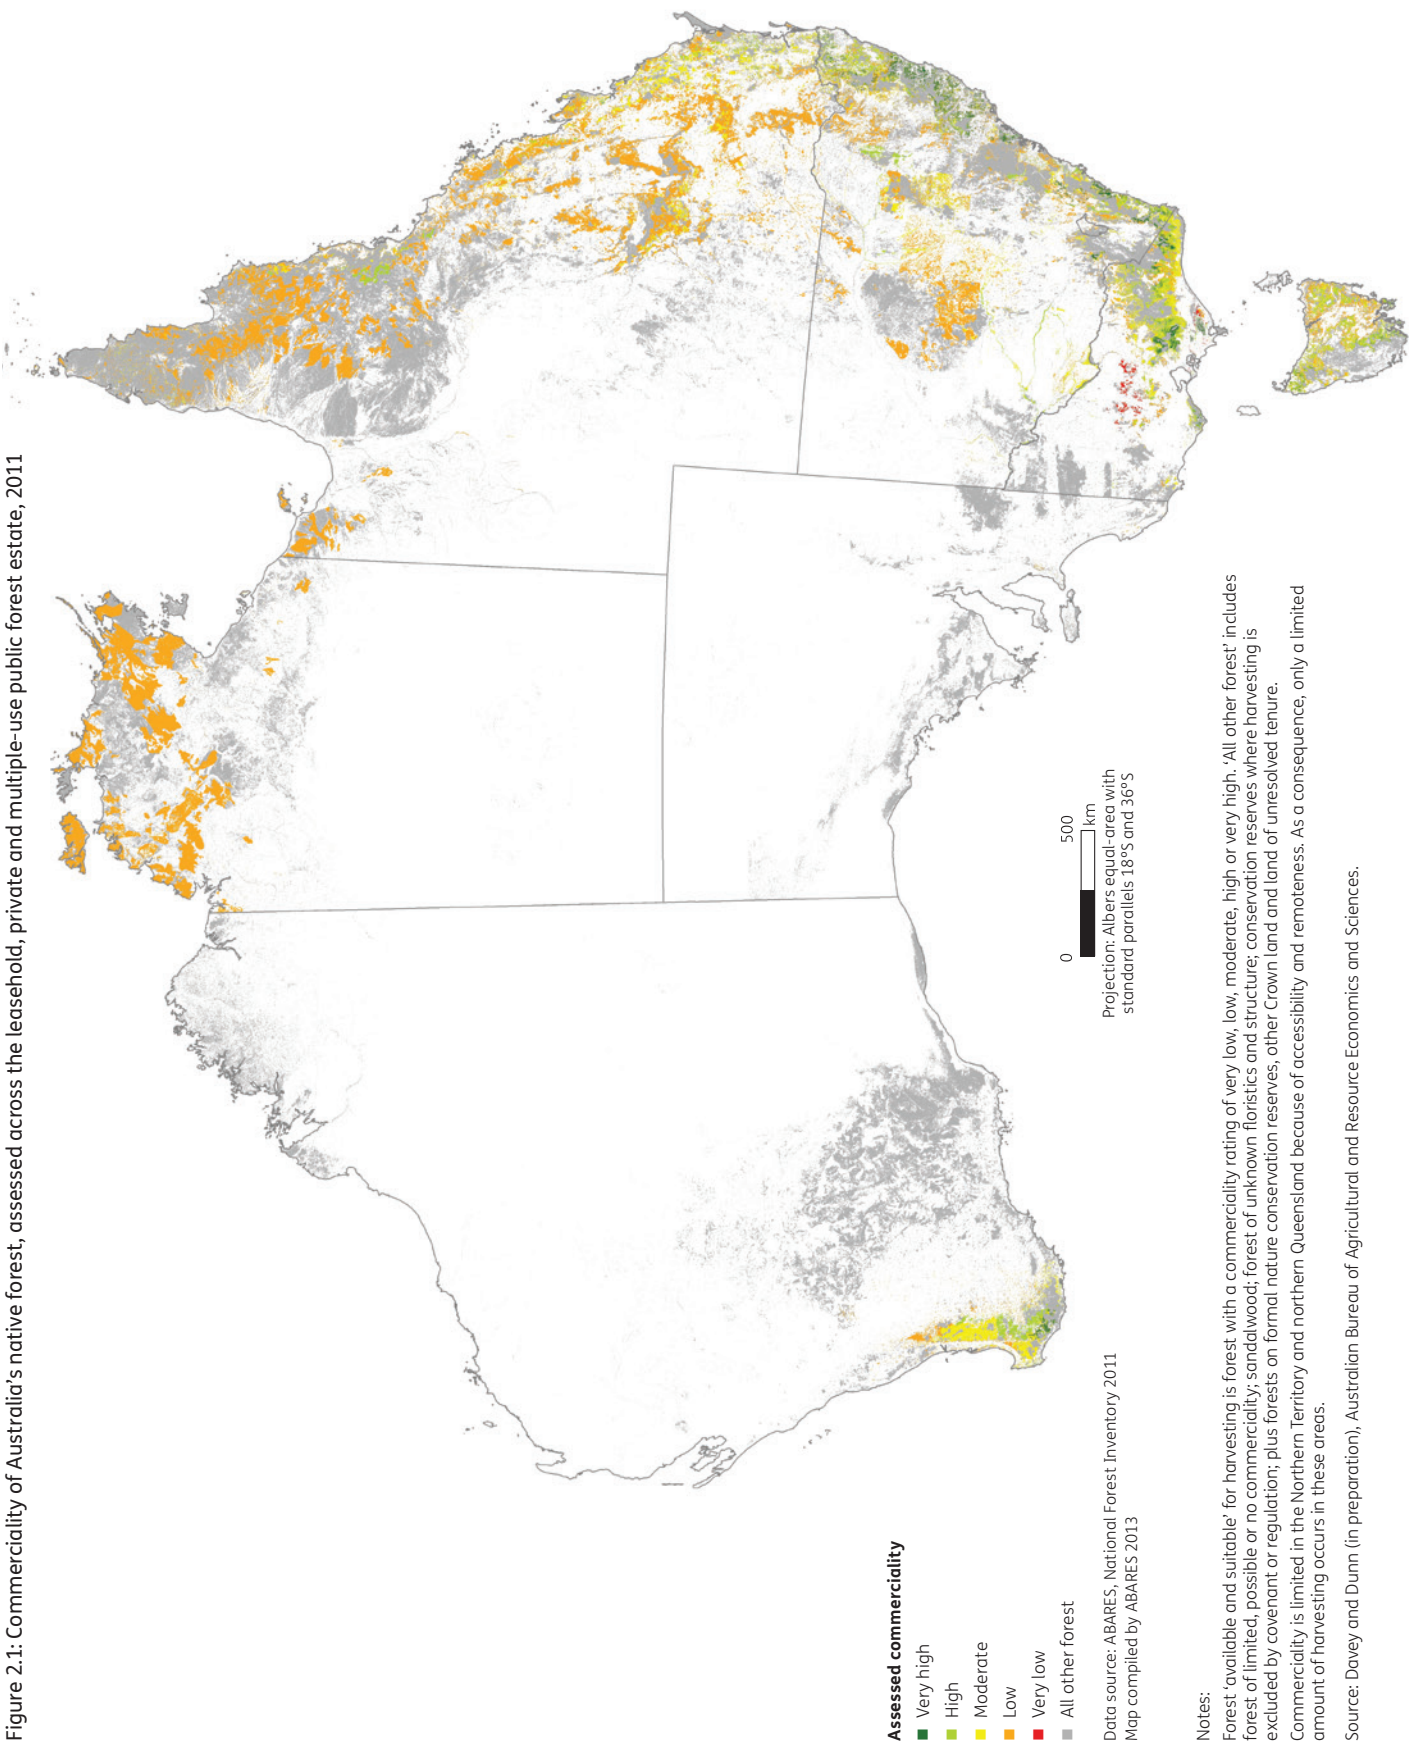 Figure 2.1: Commerciality of Australia’s native forest, assessed across the leasehold, private and multiple-use public forest estate, 2011
Assessed commerciality
Very high
High
Moderate
Low
Very low
All other forest
0 500
km
Projection: Albers equal-area with
standard parallels 18°S and 36°S
Data source: ABARES, National Forest Inventory 2011
Map compiled by ABARES 2013
Notes:
Forest ‘available and suitable’ for harvesting is forest with a commerciality rating of very low, low, moderate, high or very high. ‘All other forest’ includes
forest of limited, possible or no commerciality; sandalwood; forest of unknown floristics and structure; conservation reserves where harvesting is
excluded by covenant or regulation; plus forests on formal nature conservation reserves, other Crown land and land of unresolved tenure.
Commerciality is limited in the Northern Territory and northern Queensland because of accessibility and remoteness. As a consequence, only a limited
amount of harvesting occurs in these areas.
Source: Davey and Dunn (in preparation), Australian Bureau of Agricultural and Resource Economics and Sciences.